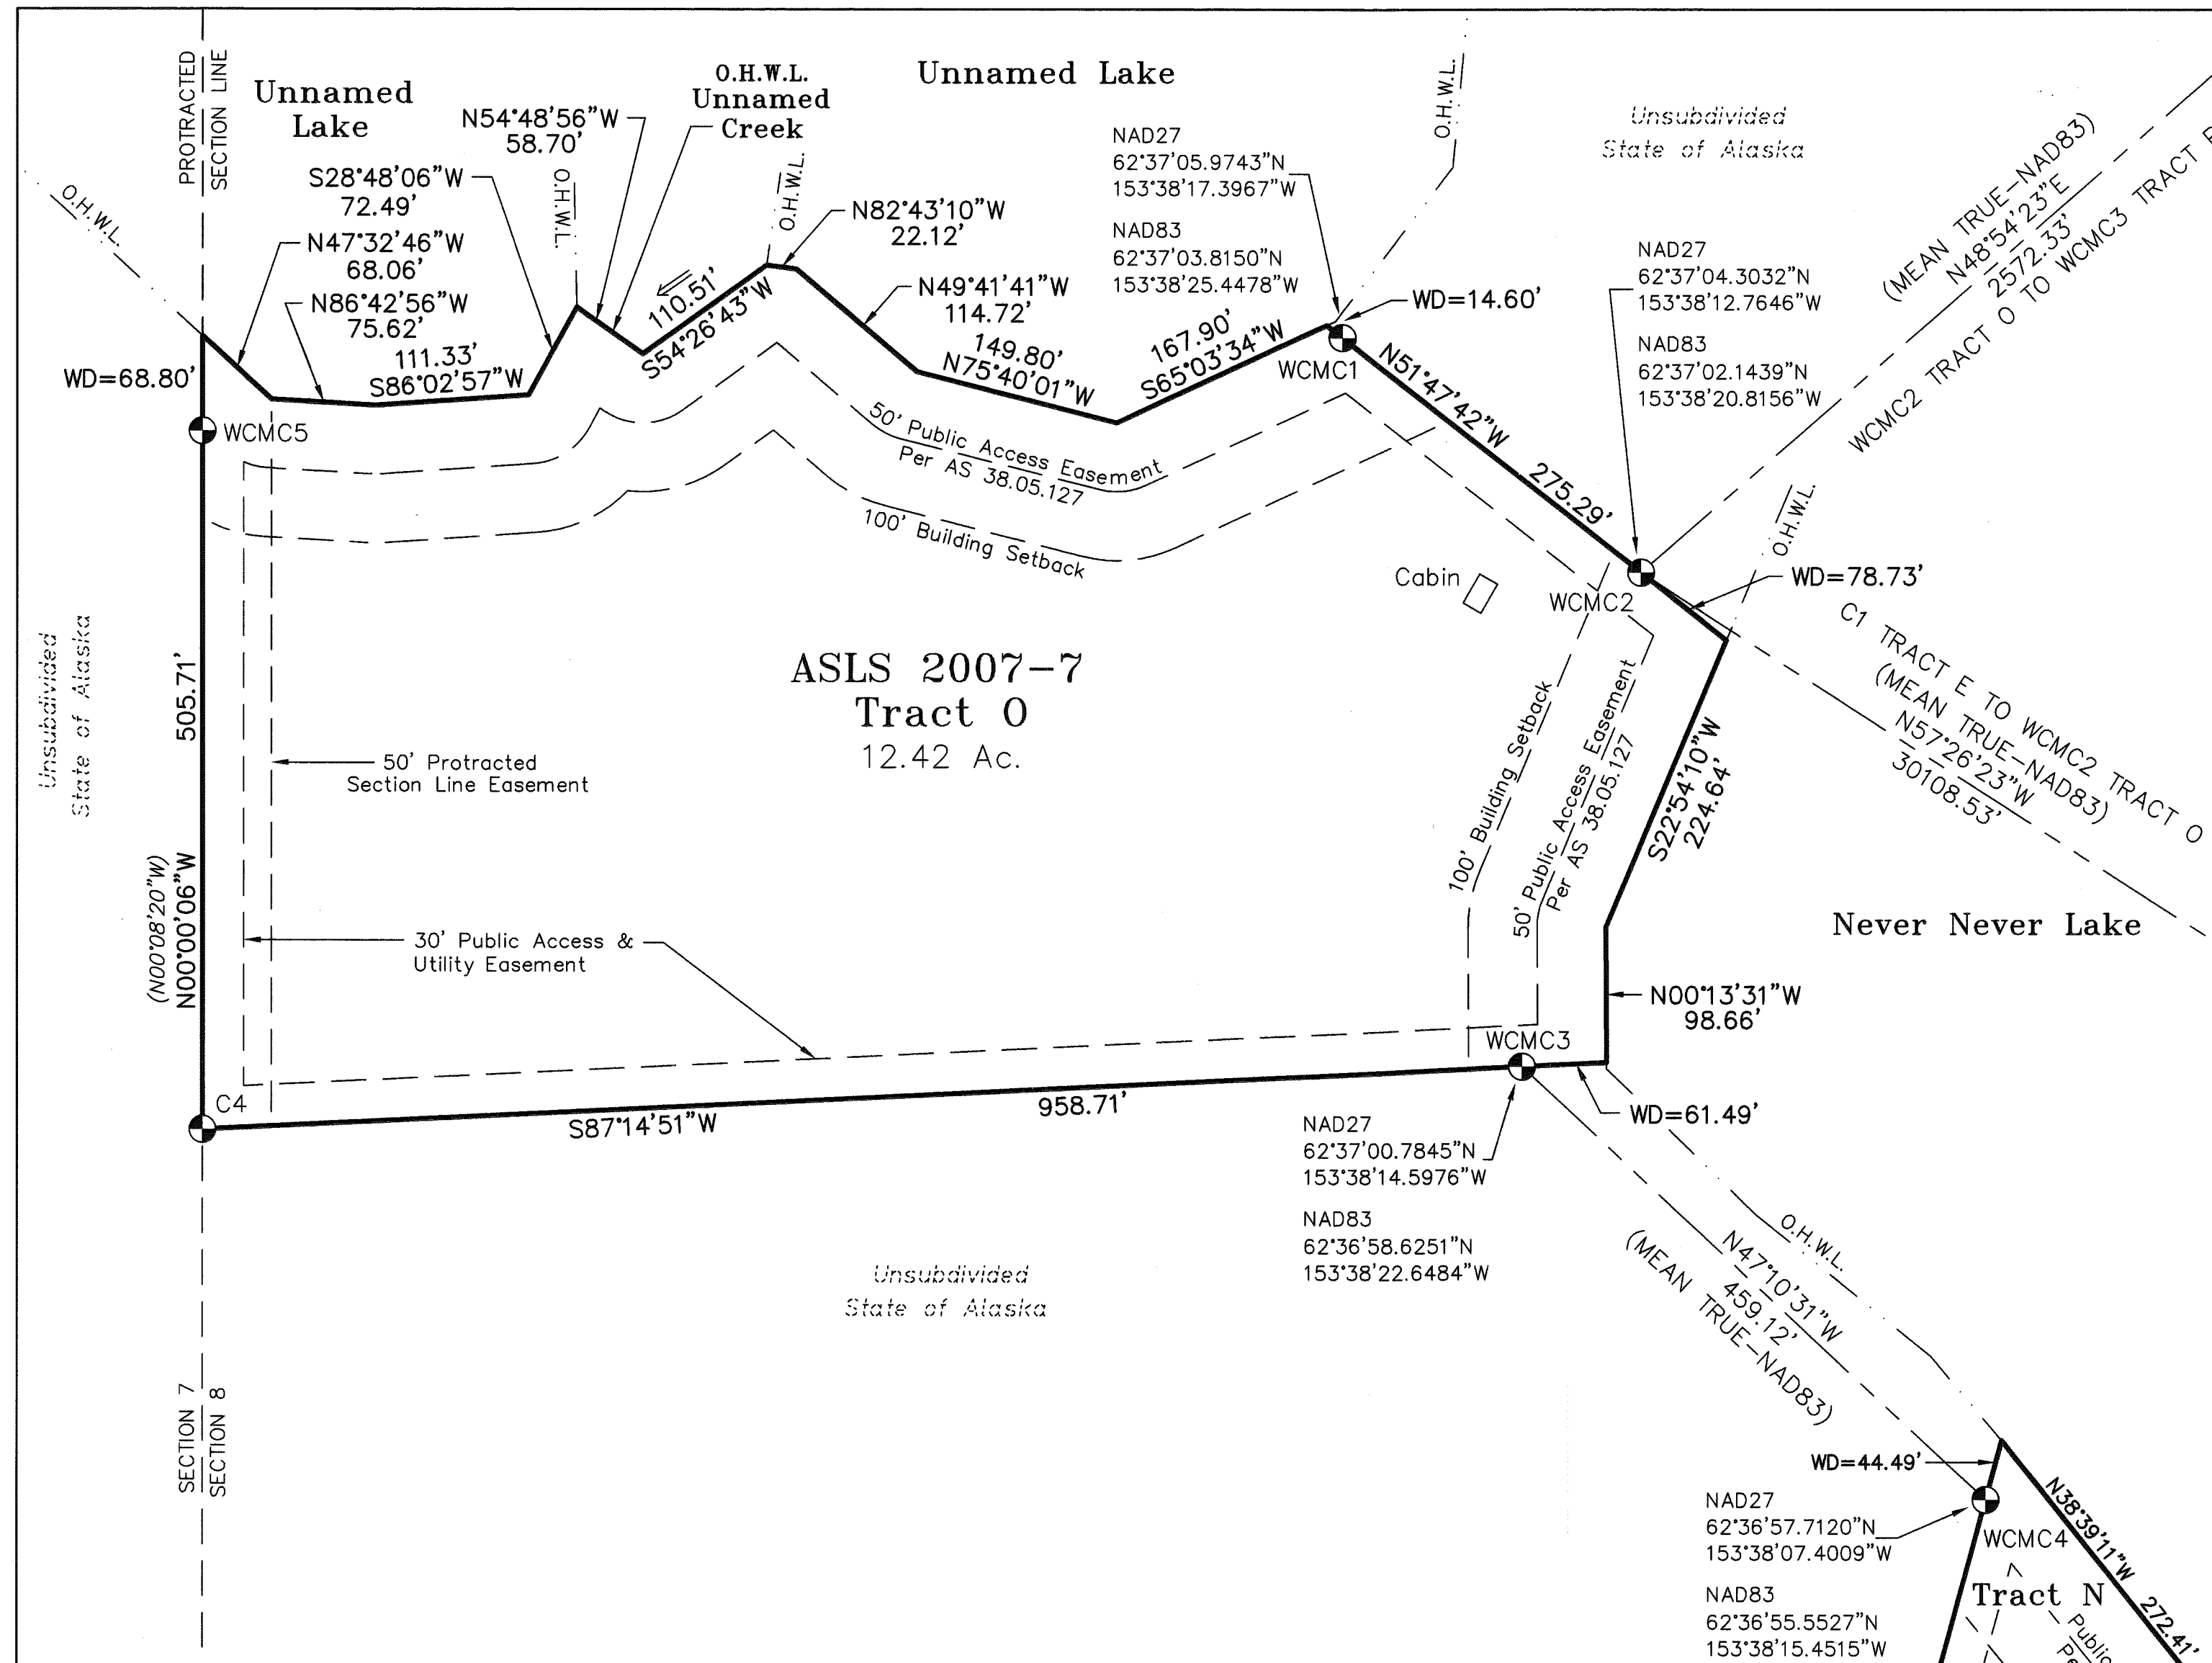 PROTRACTED
SECTION LINE
Unnamed
Lake
O.H.W.L.
N54°48'56"W
58.70'
O.H.W.L.
Unnamed
Creek
Unnamed Lake
O.H.W.L.
Unsubdivided
State of Alaska
S28°48'06"W
72.49'
N47°32'46"W
68.06'
N86°42'56"W
75.62'
111.33'
S86°02'57"W
O.H.W.L.
O.H.W.L.
110.51'
S54°26'43"W
N82°43'10"W
22.12'
N49°41'41"W
114.72'
149.80'
N75°40'01"W
167.90'
S65°03'34"W
NAD27
62°37'05.9743"N
153°38'17.3967"W
NAD83
62°37'03.8150"N
153°38'25.4478"W
WD=14.60'
WCMC1
N51°47'42"W
275.29'
NAD27
62°37'04.3032"N
153°38'12.7646"W
NAD83
62°37'02.1439"N
153°38'20.8156"W
(MEAN TRUE-NAD83)
N48°54'23"E
2572.33'
WCMC2 TRACT O TO WCMC3 TRACT
WD=68.80'
WCMC5
50' Public Access Easement
Per AS 38.05.127
100' Building Setback
Cabin
WCMC2
O.H.W.L.
WD=78.73'
C1 TRACT E TO WCMC2 TRACT O
(MEAN TRUE-NAD83)
N57°26'23"W
30108.53'
Unsubdivided
State of Alaska
505.71'
(N00°08'20"W)
N00°00'06"W
ASLS 2007-7
Tract O
12.42 Ac.
50' Protracted
Section Line Easement
30' Public Access &
Utility Easement
100' Building Setback
50' Public Access Easement
Per AS 38.05.127
S22°54'10"W
224.64'
Never Never Lake
N00°13'31"W
98.66'
WCMC3
C4
S87°14'51"W
958.71'
WD=61.49'
NAD27
62°37'00.7845"N
153°38'14.5976"W
NAD83
62°36'58.6251"N
153°38'22.6484"W
Unsubdivided
State of Alaska
O.H.W.L.
N47°10'31"W
459.12'
(MEAN TRUE-NAD83)
SECTION 7
SECTION 8
WD=44.49'
NAD27
62°36'57.7120"N
153°38'07.4009"W
NAD83
62°36'55.5527"N
153°38'15.4515"W
WCMC4
Tract N
N38°39'11"W
272.41'
Public